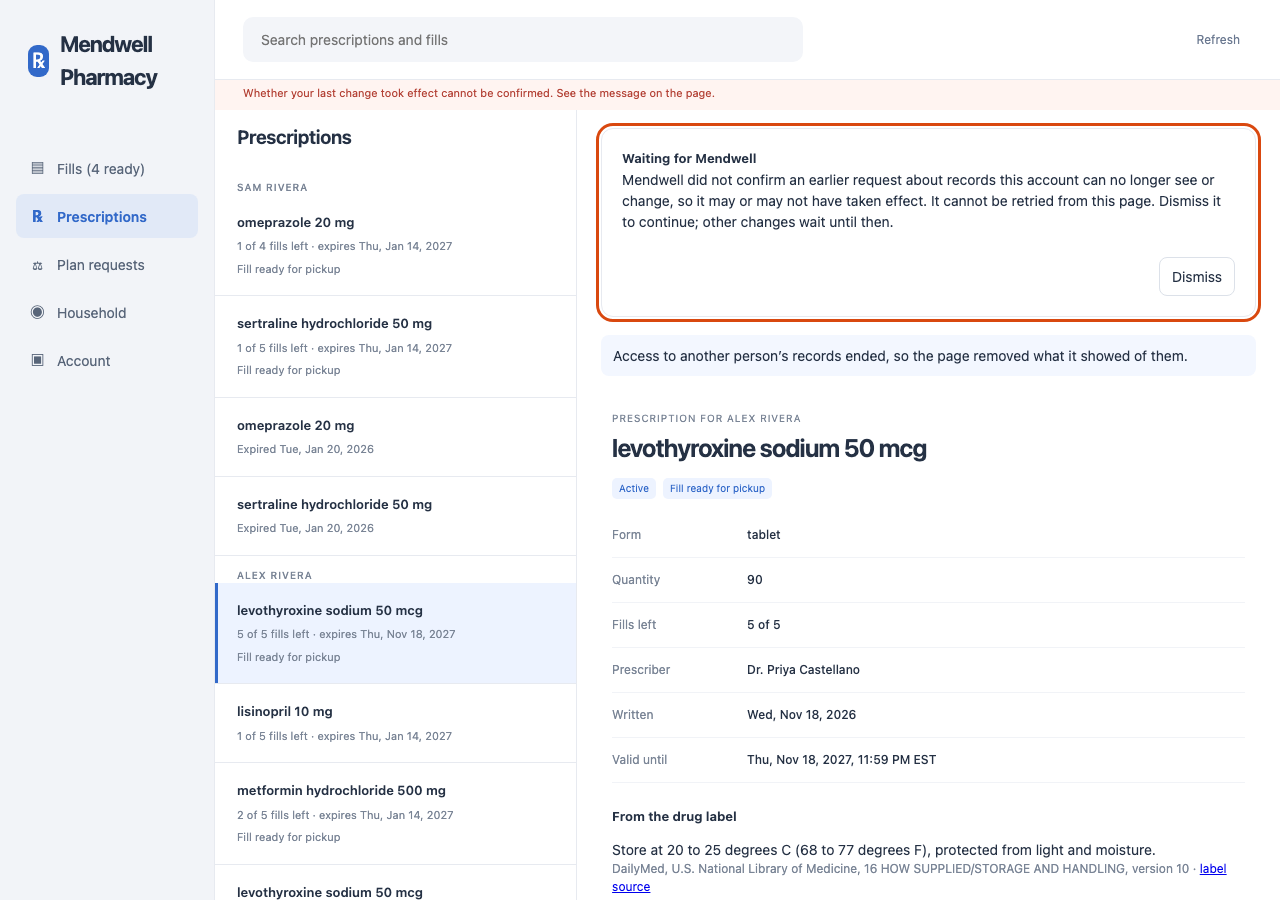 ℞ Mendwell
Pharmacy
Search prescriptions and fills
Refresh
Whether your last change took effect cannot be confirmed. See the message on the page.
Fills (4 ready)
℞ Prescriptions
Plan requests
Household
Account
Prescriptions
SAM RIVERA
omeprazole 20 mg
1 of 4 fills left · expires Thu, Jan 14, 2027
Fill ready for pickup
sertraline hydrochloride 50 mg
1 of 5 fills left · expires Thu, Jan 14, 2027
Fill ready for pickup
omeprazole 20 mg
Expired Tue, Jan 20, 2026
sertraline hydrochloride 50 mg
Expired Tue, Jan 20, 2026
ALEX RIVERA
levothyroxine sodium 50 mcg
5 of 5 fills left · expires Thu, Nov 18, 2027
Fill ready for pickup
lisinopril 10 mg
1 of 5 fills left · expires Thu, Jan 14, 2027
metformin hydrochloride 500 mg
2 of 5 fills left · expires Thu, Jan 14, 2027
Fill ready for pickup
levothyroxine sodium 50 mcg
Waiting for Mendwell
Mendwell did not confirm an earlier request about records this account can no longer see or
change, so it may or may not have taken effect. It cannot be retried from this page. Dismiss it
to continue; other changes wait until then.
Dismiss
Access to another person’s records ended, so the page removed what it showed of them.
PRESCRIPTION FOR ALEX RIVERA
levothyroxine sodium 50 mcg
Active Fill ready for pickup
Form tablet
Quantity 90
Fills left 5 of 5
Prescriber Dr. Priya Castellano
Written Wed, Nov 18, 2026
Valid until Thu, Nov 18, 2027, 11:59 PM EST
From the drug label
Store at 20 to 25 degrees C (68 to 77 degrees F), protected from light and moisture.
DailyMed, U.S. National Library of Medicine, 16 HOW SUPPLIED/STORAGE AND HANDLING, version 10 · label
source